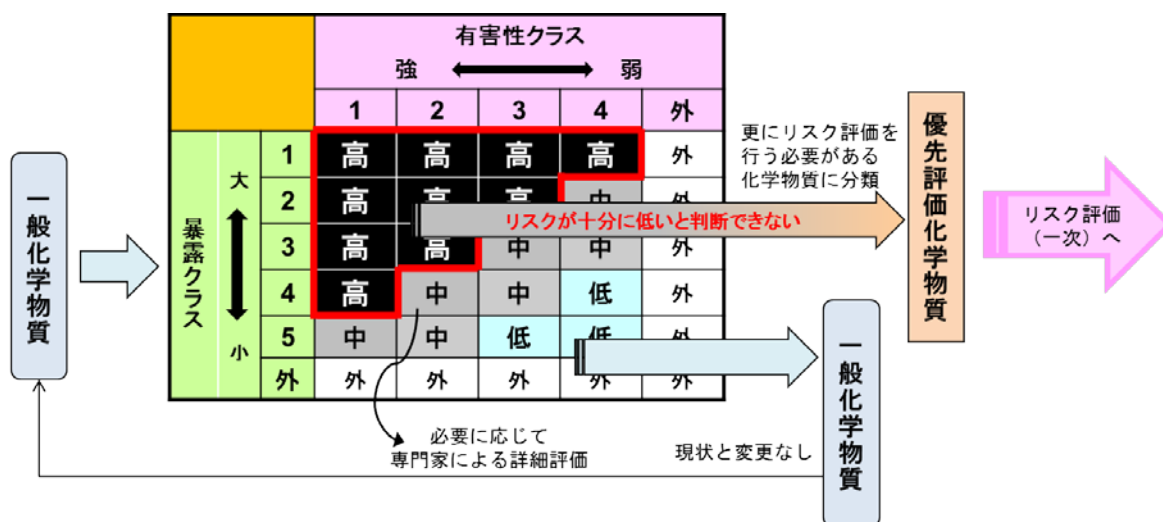 有害性クラス
強 弱
1 2 3 4 外
1 高 高 高 高 外
2 高 高 高 中 外
3 高 高 中 中 外
4 高 中 中 低 外
5 中 中 低 低 外
外 外 外 外 外 外
暴露クラス
大
小
一般化学物質
リスクが十分に低いと判断できない
更にリスク評価を
行う必要がある
化学物質に分類
優先評価化学物質
リスク評価
（一次）へ
一般化学物質
必要に応じて
専門家による詳細評価
現状と変更なし